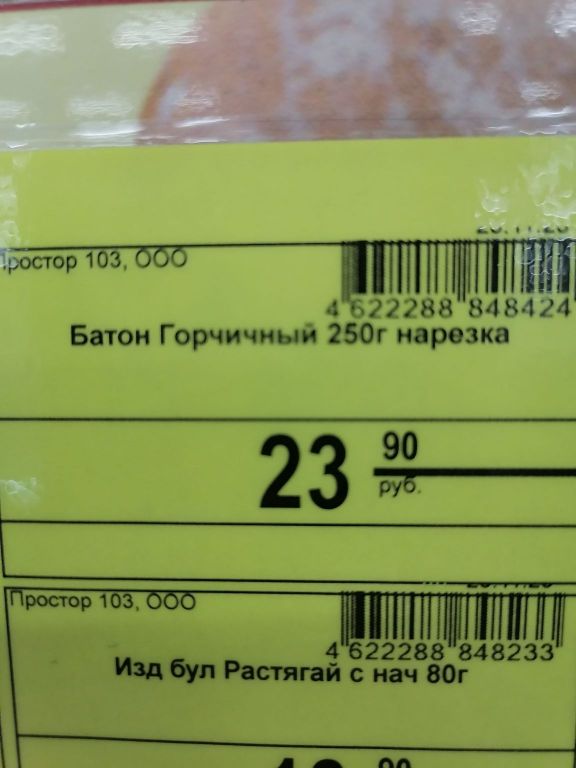 Простор 103, ООО
4 622288 848424
Батон Горчичный 250г нарезка
23 90
руб.
Простор 103, ООО
4 622288 848233
Изд бул Растягай с нач 80г
90